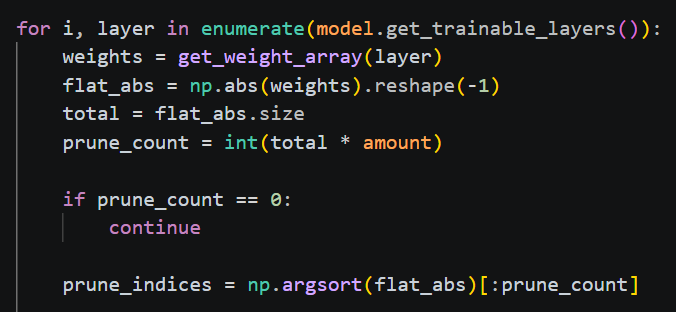 for i, layer in enumerate(model.get_trainable_layers()):
    weights = get_weight_array(layer)
    flat_abs = np.abs(weights).reshape(-1)
    total = flat_abs.size
    prune_count = int(total * amount)

    if prune_count == 0:
        continue

    prune_indices = np.argsort(flat_abs)[:prune_count]